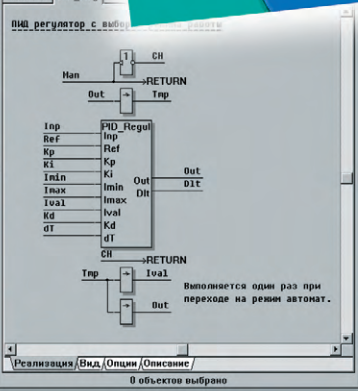 ПИД регулятор с выбор
работы
1 CH
Man
RETURN
Out Tmp
PID_Regul
Inp Inp
Ref Ref
Kp Kp
Ki Ki
Imin Imin
Imax Imax
Ival Ival
Kd Kd
dT dT
Out Out
Dlt Dlt
CH
RETURN
Tmp Ival
Out
Выполняется один раз при
переходе на режим автомат.
Реализация Вид Опции Описание
0 объектов выбрано